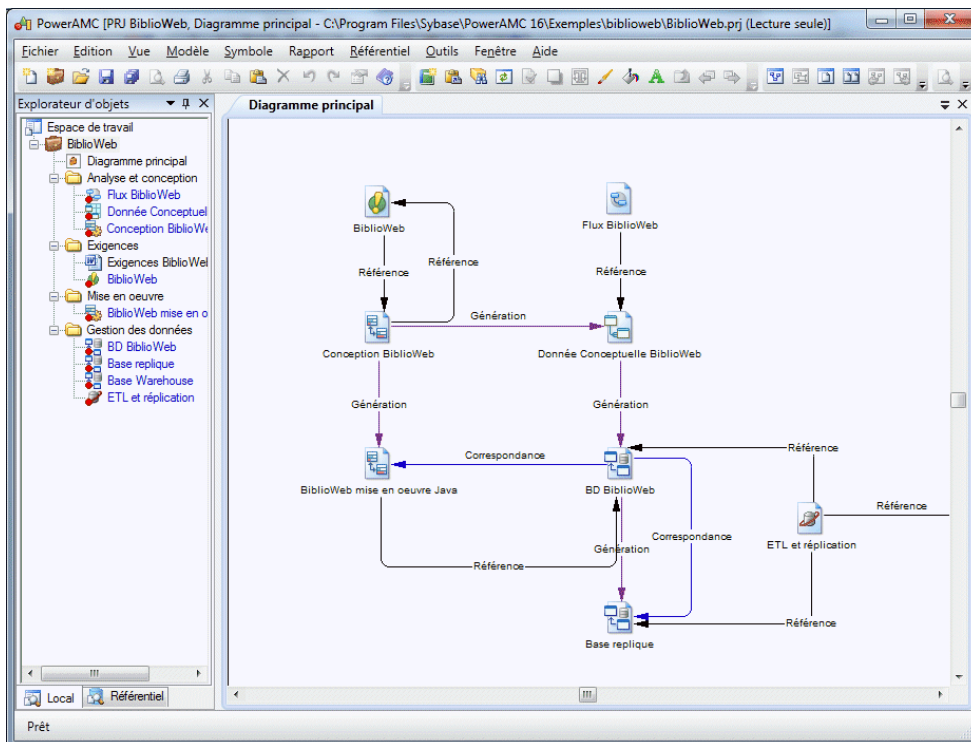 PowerAMC [PRJ BiblioWeb, Diagramme principal - C:\Program Files\Sybase\PowerAMC 16\Exemples\biblioweb\BiblioWeb.prj (Lecture seule)]
Fichier Edition Vue Modèle Symbole Rapport Référentiel Outils Fenêtre Aide
Explorateur d'objets
Diagramme principal
Espace de travail
BiblioWeb
Diagramme principal
Analyse et conception
Flux BiblioWeb
Donnée Conceptuel
Conception BiblioWe
Exigences
Exigences BiblioWel
BiblioWeb
Mise en oeuvre
BiblioWeb mise en o
Gestion des données
BD BiblioWeb
Base replique
Base Warehouse
ETL et réplication
BiblioWeb
Flux BiblioWeb
Référence
Référence
Référence
Génération
Conception BiblioWeb
Donnée Conceptuelle BiblioWeb
Génération
Génération
Référence
Correspondance
BiblioWeb mise en oeuvre Java
BD BiblioWeb
Référence
Correspondance
ETL et réplication
Génération
Référence
Référence
Base replique
Local
Référentiel
Prêt